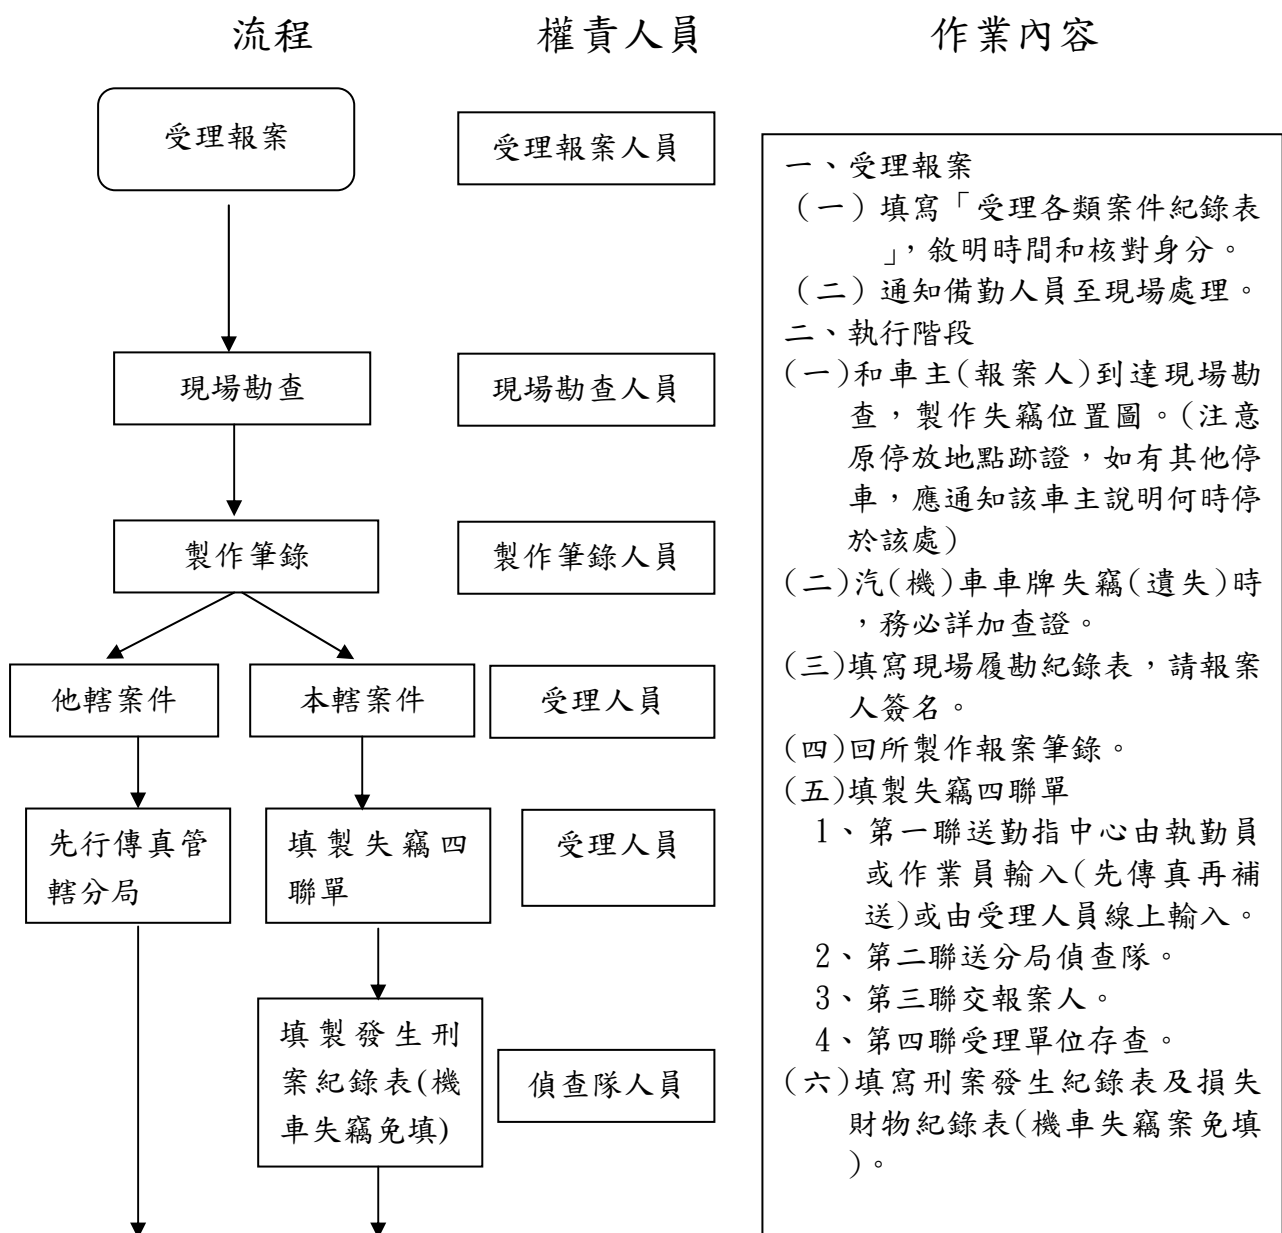 流程
權責人員
作業內容
受理報案
受理報案人員
現場勘查
現場勘查人員
製作筆錄
製作筆錄人員
他轄案件
本轄案件
受理人員
先行傳真管
轄分局
填製失竊四
聯單
受理人員
填製發生刑
案紀錄表(機
車失竊免填)
偵查隊人員
一、受理報案
（一）填寫「受理各類案件紀錄表
」，敘明時間和核對身分。
（二）通知備勤人員至現場處理。
二、執行階段
(一)和車主(報案人)到達現場勘
查，製作失竊位置圖。(注意
原停放地點跡證，如有其他停
車，應通知該車主說明何時停
於該處)
(二)汽(機)車車牌失竊(遺失)時
，務必詳加查證。
(三)填寫現場履勘紀錄表，請報案
人簽名。
(四)回所製作報案筆錄。
(五)填製失竊四聯單
1、第一聯送勤指中心由執勤員
或作業員輸入(先傳真再補
送)或由受理人員線上輸入。
2、第二聯送分局偵查隊。
3、第三聯交報案人。
4、第四聯受理單位存查。
(六)填寫刑案發生紀錄表及損失
財物紀錄表(機車失竊案免填
)。